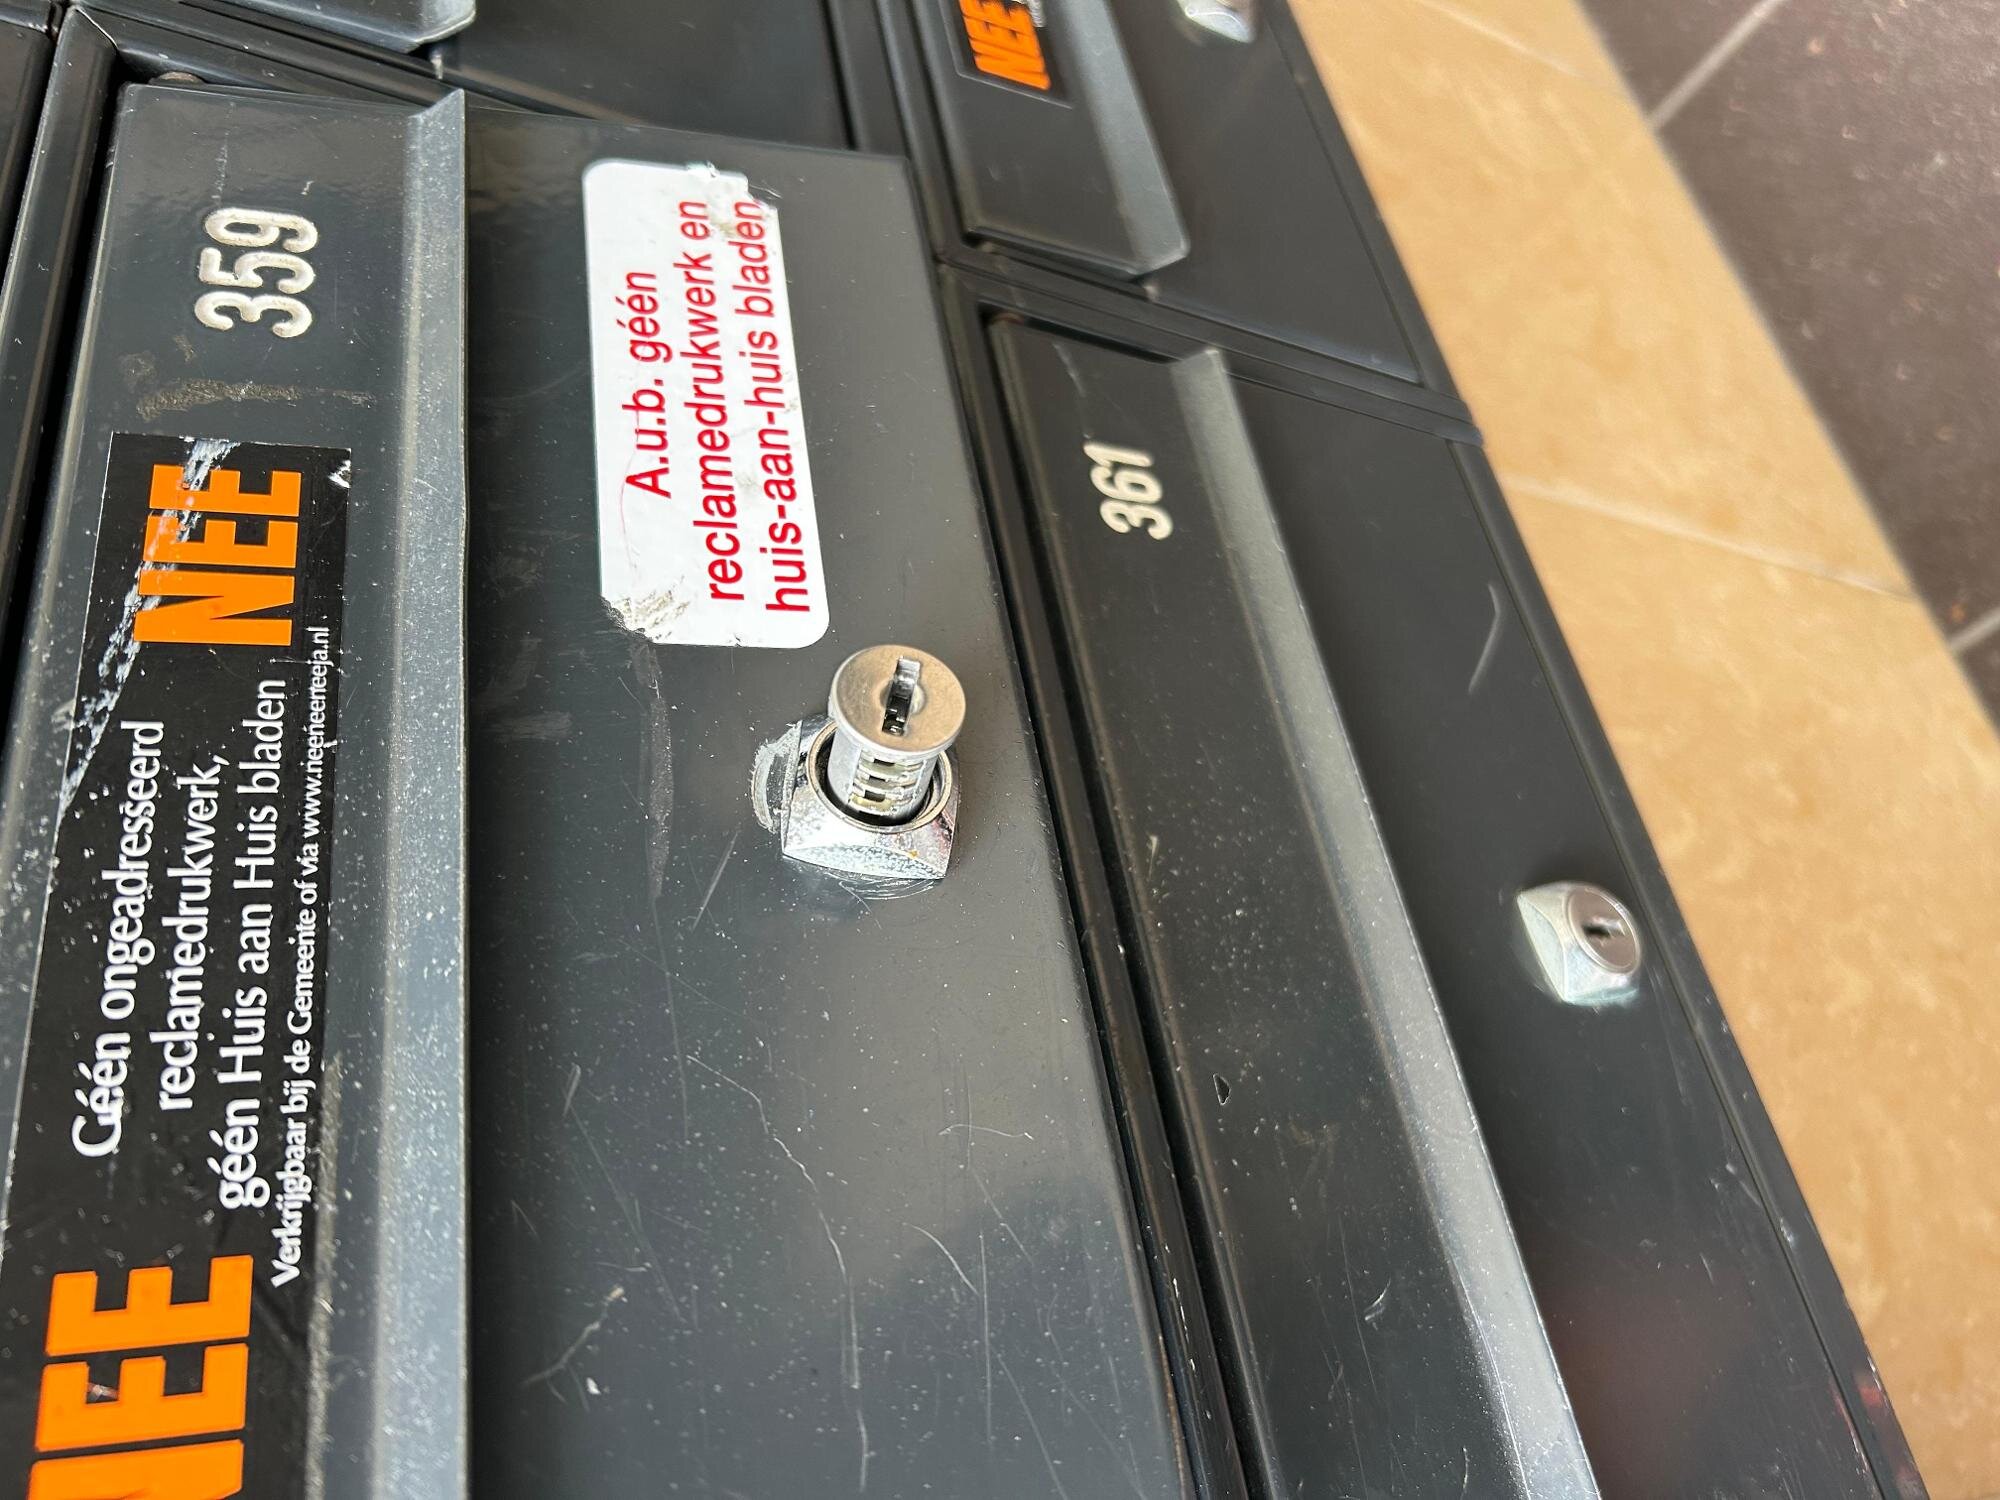 359
NEE
Géén ongeadresseerd
reclamedrukwerk,
géén Huis aan Huis bladen
Verkrijgbaar bij de Gemeente of via www.neeneeneeja.nl
NEE
A.u.b. géén
reclamedrukwerk en
huis-aan-huis bladen
361
NEE